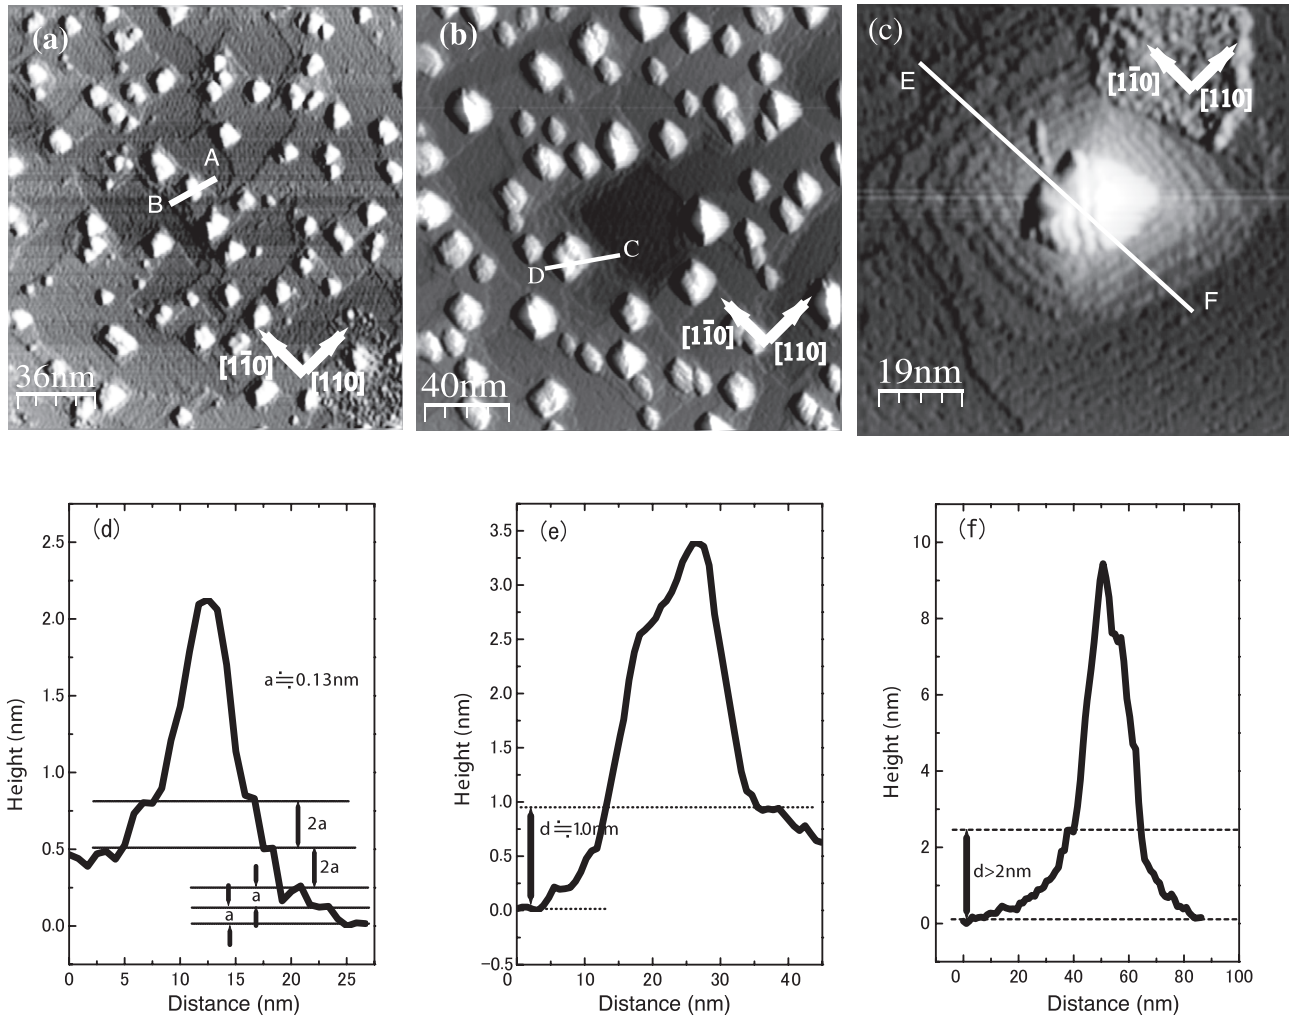 (a)
A
B
[11̄0]
[110]
36nm
(b)
C
D
[11̄0]
[110]
40nm
(c)
E
F
[11̄0]
[110]
19nm
(d)
a≒0.13nm
2a
2a
a
a
2.5
2.0
1.5
1.0
0.5
0.0
0 5 10 15 20 25
Height (nm)
Distance (nm)
(e)
d≒1.0nm
3.5
3.0
2.5
3.5
1.5
1.0
0.5
0.0
−0.5
0 10 20 30 40
Height (nm)
Distance (nm)
(f)
d>2nm
10
8
6
4
2
0
0 20 40 60 80 100
Height (nm)
Distance (nm)